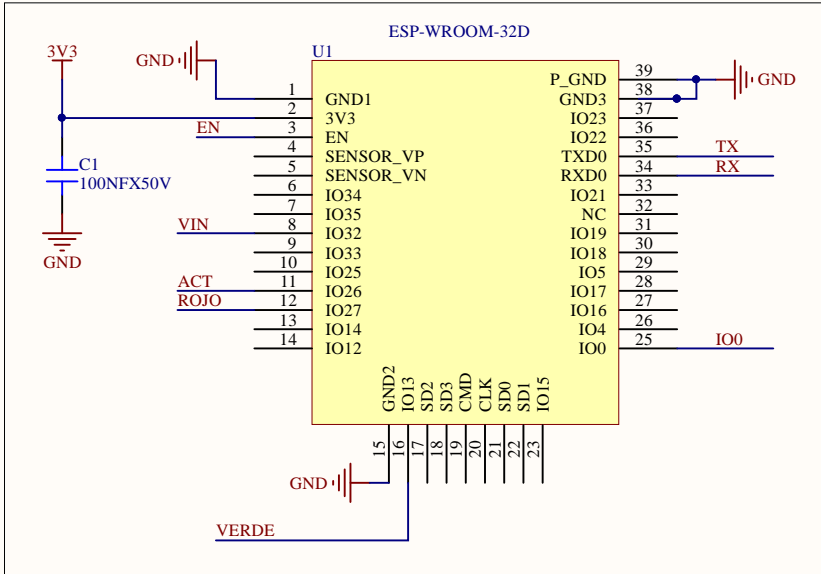 ESP-WROOM-32D
U1
3V3
GND
C1
100NFX50V
GND
EN
VIN
ACT
ROJO
1 GND1
2 3V3
3 EN
4 SENSOR_VP
5 SENSOR_VN
6 IO34
7 IO35
8 IO32
9 IO33
10 IO25
11 IO26
12 IO27
13 IO14
14 IO12
P_GND 39
GND3 38
IO23 37
IO22 36
TXD0 35
RXD0 34
IO21 33
NC 32
IO19 31
IO18 30
IO5 29
IO17 28
IO16 27
IO4 26
IO0 25
GND
TX
RX
IO0
GND2 15
IO13 16
SD2 17
SD3 18
CMD 19
CLK 20
SD0 21
SD1 22
IO15 23
GND
VERDE